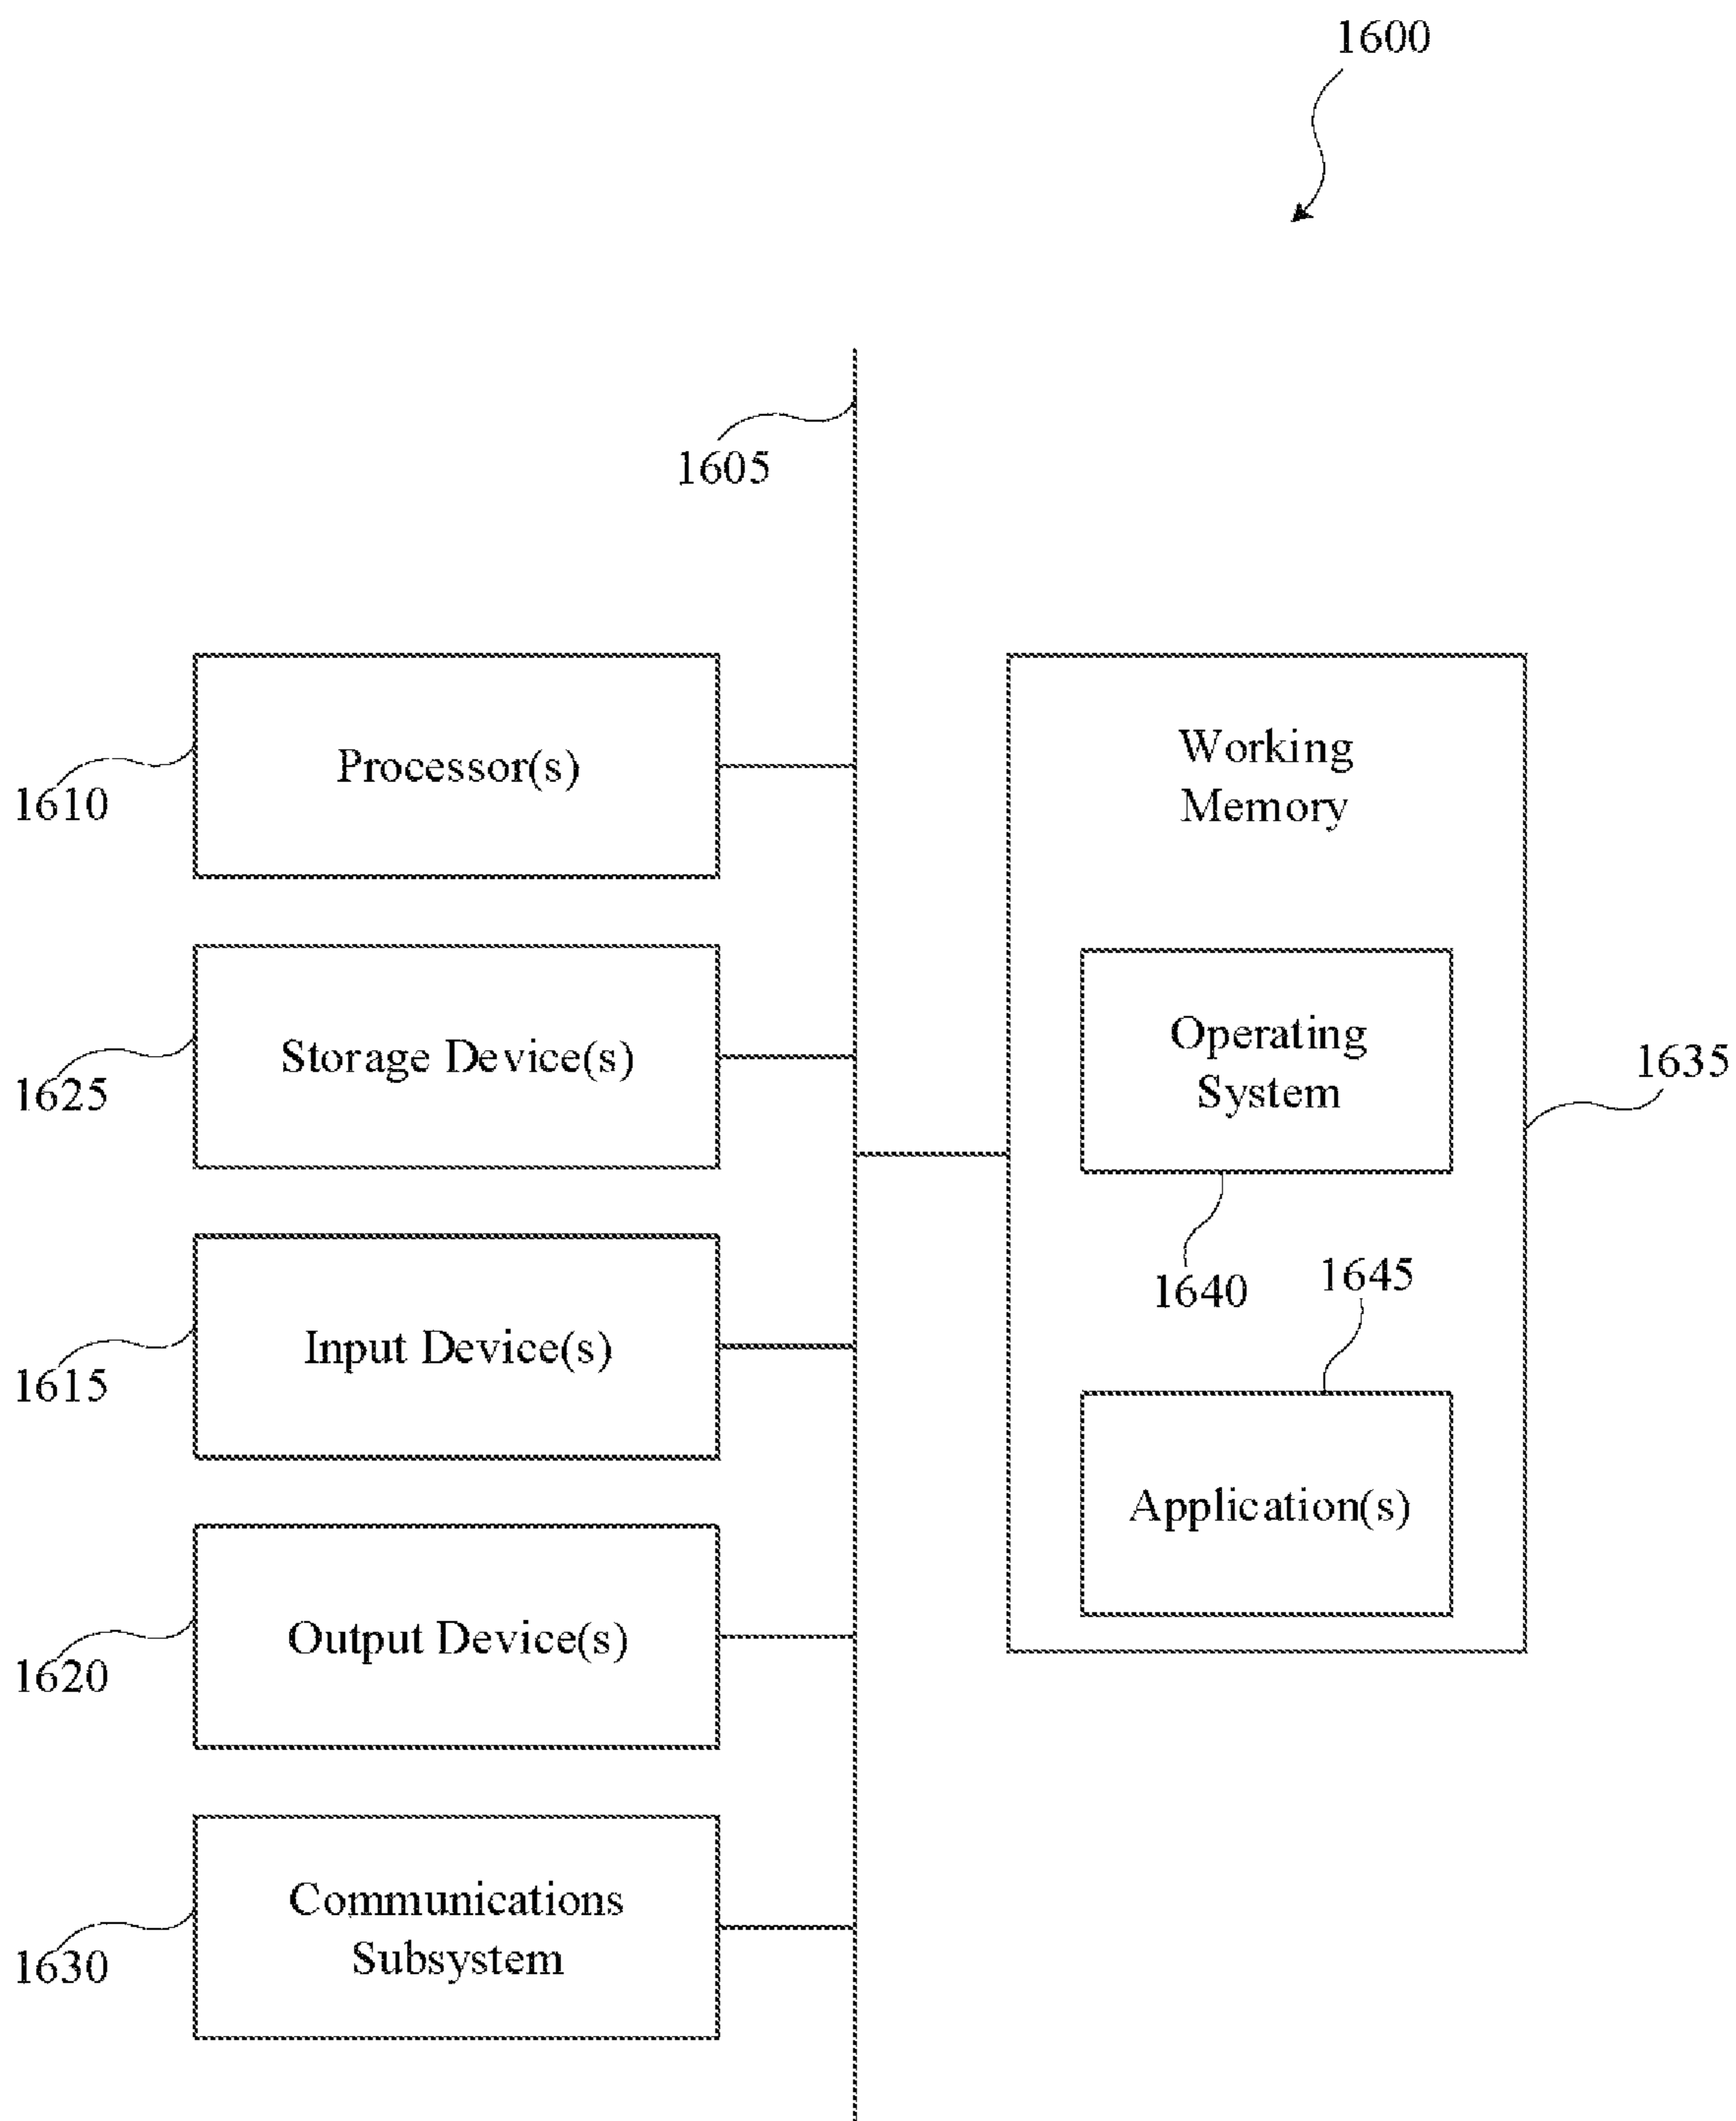 1600
1605
Processor(s)
1610
Working
Memory
Storage Device(s)
1625
Operating
System
1635
1640
1645
Input Device(s)
1615
Application(s)
Output Device(s)
1620
Communications
Subsystem
1630